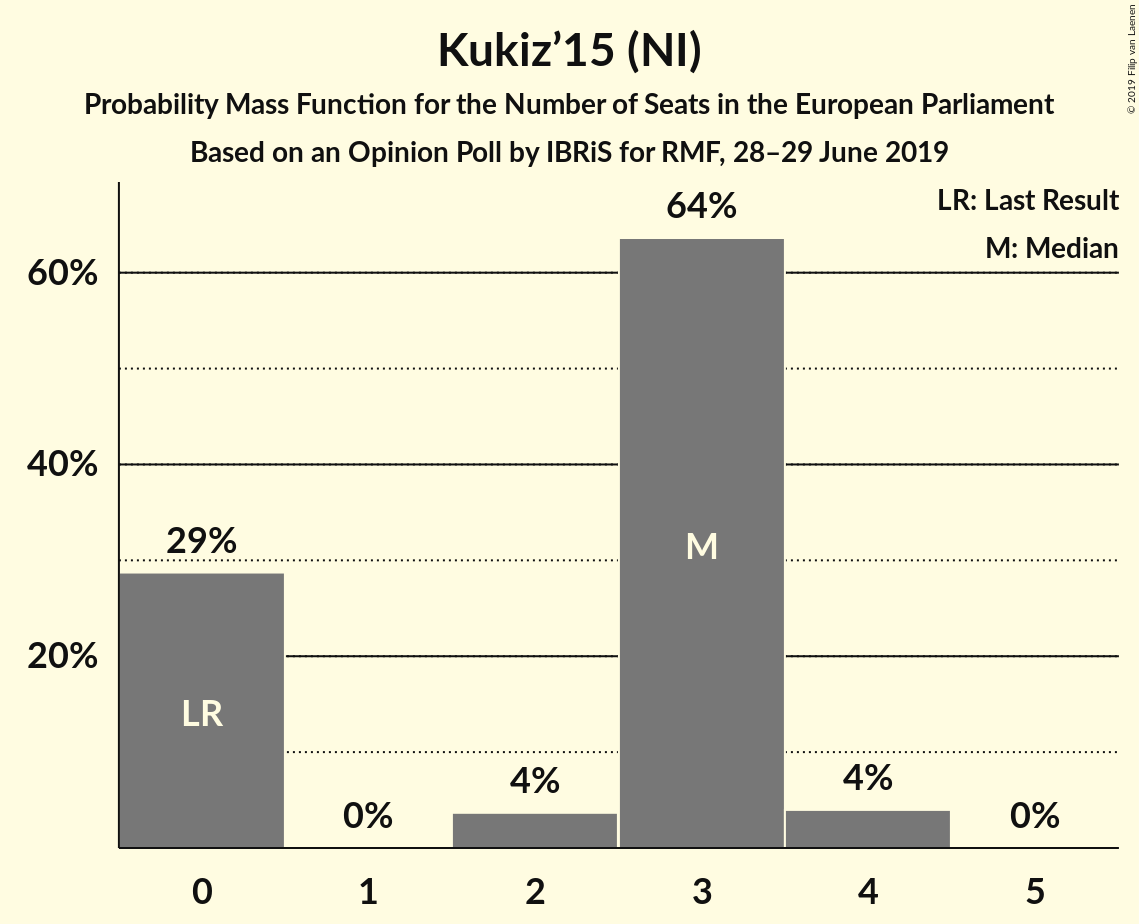 Kukiz’15 (NI)
Probability Mass Function for the Number of Seats in the European Parliament
Based on an Opinion Poll by IBRiS for RMF, 28–29 June 2019
© 2019 Filip van Laenen
LR: Last Result
M: Median
64%
60%
40%
29%
M
20%
LR
4%
4%
0%
0%
0 1 2 3 4 5